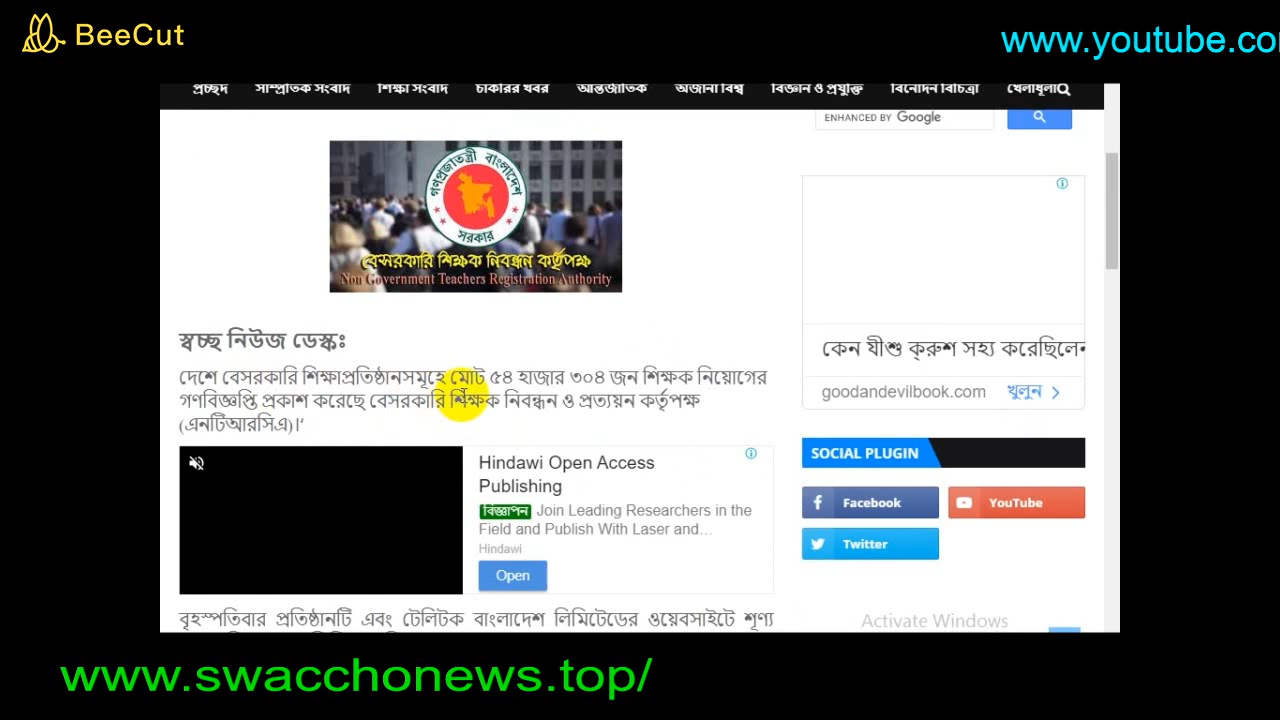 BeeCut
www.youtube.co
প্রচ্ছদ সাম্প্রতিক সংবাদ শিক্ষা সংবাদ চাকরির খবর আন্তর্জাতিক অজানা বিশ্ব বিজ্ঞান ও প্রযুক্তি বিনোদন বিচিত্রা খেলাধূলা
ENHANCED BY Google
গণপ্রজাতন্ত্রী বাংলাদেশ
সরকার
বেসরকারি শিক্ষক নিবন্ধন কর্তৃপক্ষ
Non Government Teachers Registration Authority
স্বচ্ছ নিউজ ডেস্কঃ
দেশে বেসরকারি শিক্ষাপ্রতিষ্ঠানসমূহে মোট ৫৪ হাজার ৩০৪ জন শিক্ষক নিয়োগের
গণবিজ্ঞপ্তি প্রকাশ করেছে বেসরকারি শিক্ষক নিবন্ধন ও প্রত্যয়ন কর্তৃপক্ষ
(এনটিআরসিএ)।‘
কেন যীশু ক্রুশ সহ্য করেছিলেন
goodandevilbook.com খুলুন
Hindawi Open Access
Publishing
বিজ্ঞাপন Join Leading Researchers in the
Field and Publish With Laser and…
Hindawi
Open
SOCIAL PLUGIN
Facebook YouTube
Twitter
বৃহস্পতিবার প্রতিষ্ঠানটি এবং টেলিটক বাংলাদেশ লিমিটেডের ওয়েবসাইটে শূণ্য
Activate Windows
www.swacchonews.top/